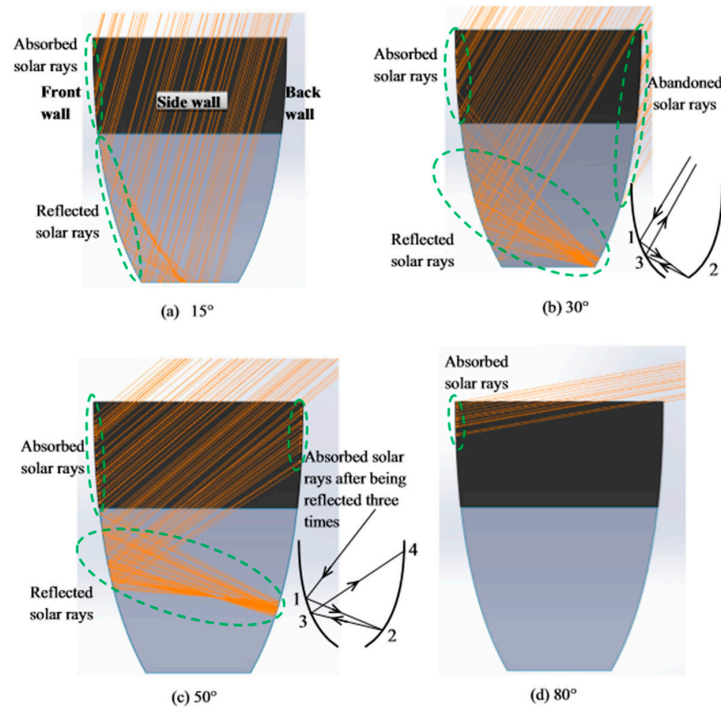 Absorbed
solar rays
Front
wall
Side wall
Back
wall
Reflected
solar rays
(a) 15°
Absorbed
solar rays
Abandoned
solar rays
Reflected
solar rays
1
3
2
(b) 30°
Absorbed
solar rays
Absorbed solar
rays after being
reflected three
times
Reflected
solar rays
1
3
4
2
(c) 50°
Absorbed
solar rays
(d) 80°